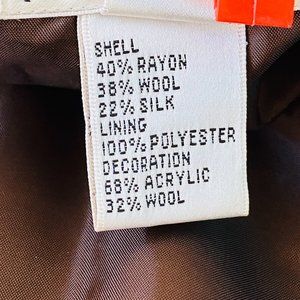 SHELL
40% RAYON
38% WOOL
22% SILK
LINING
100% POLYESTER
DECORATION
68% ACRYLIC
32% WOOL